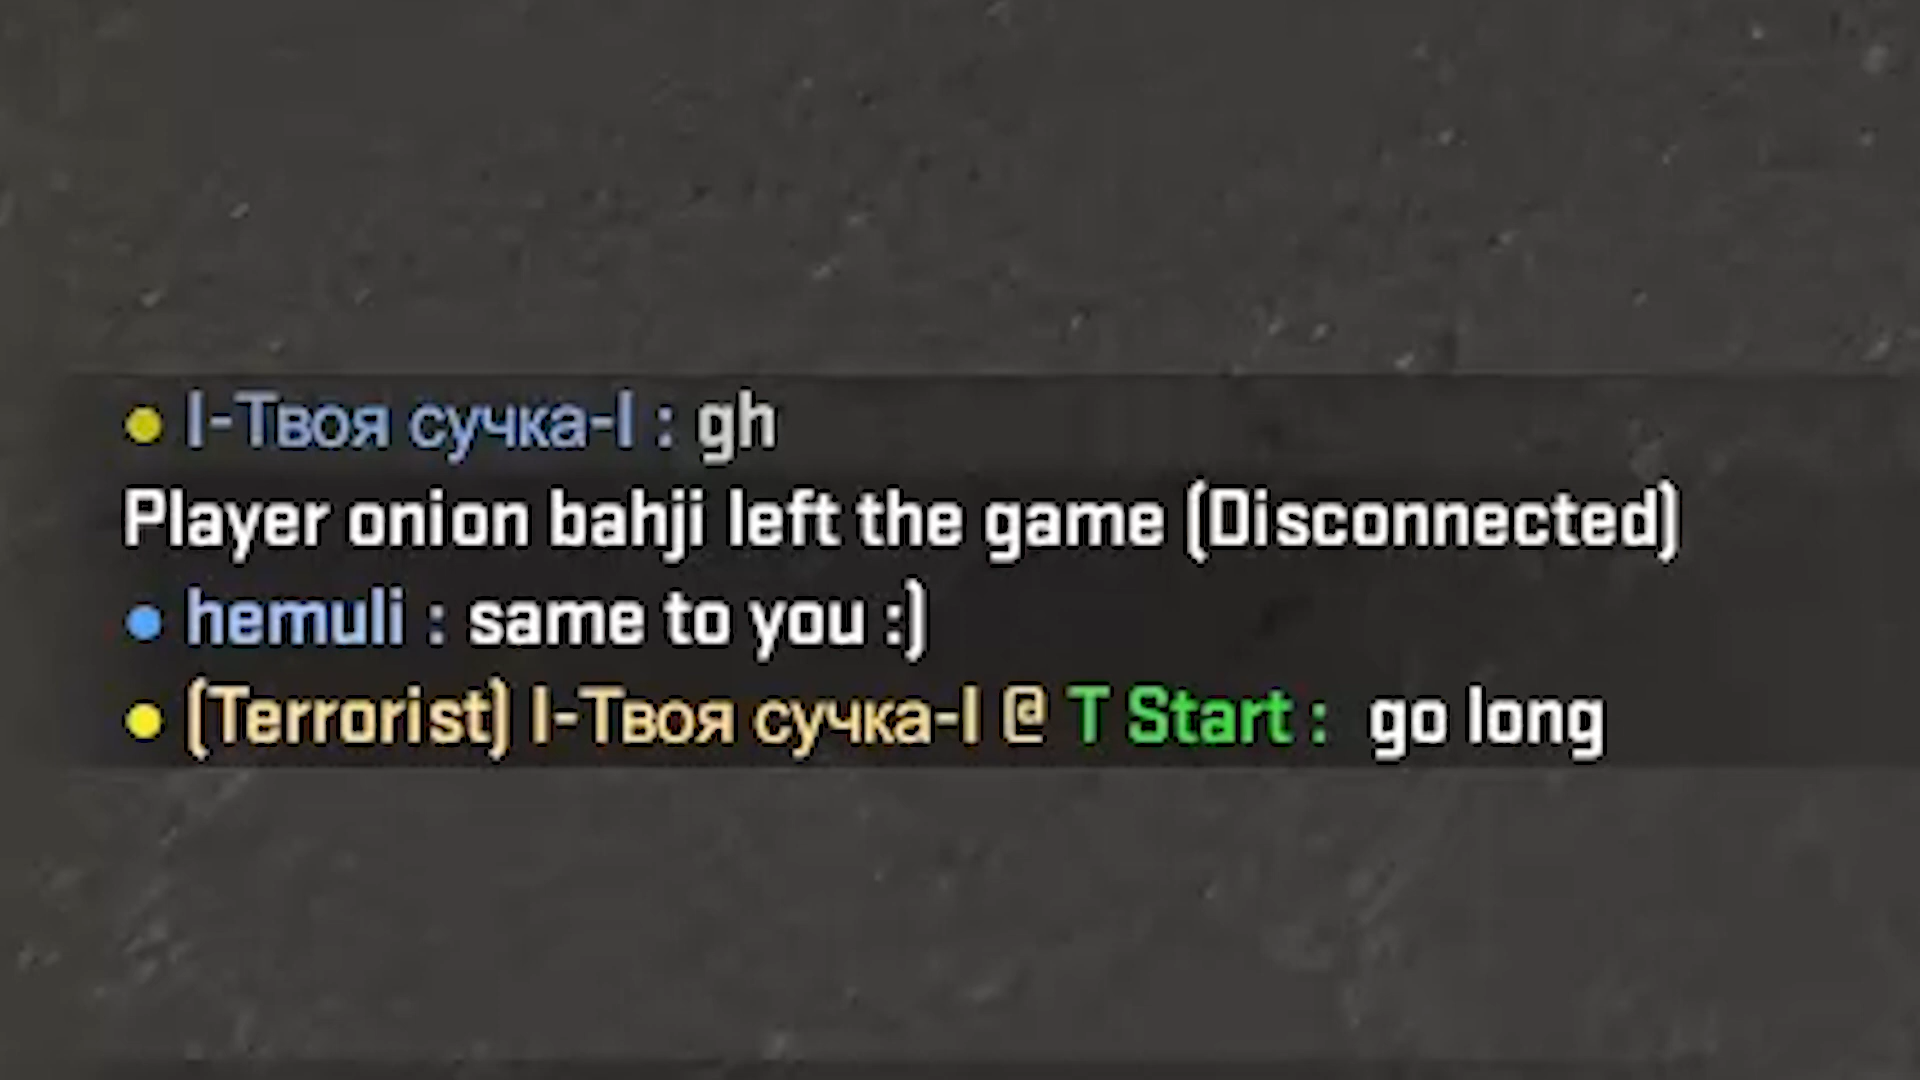 I-Твоя сучка-I : gh
Player onion bahji left the game (Disconnected)
hemuli : same to you :)
(Terrorist) I-Твоя сучка-I @ T Start : go long